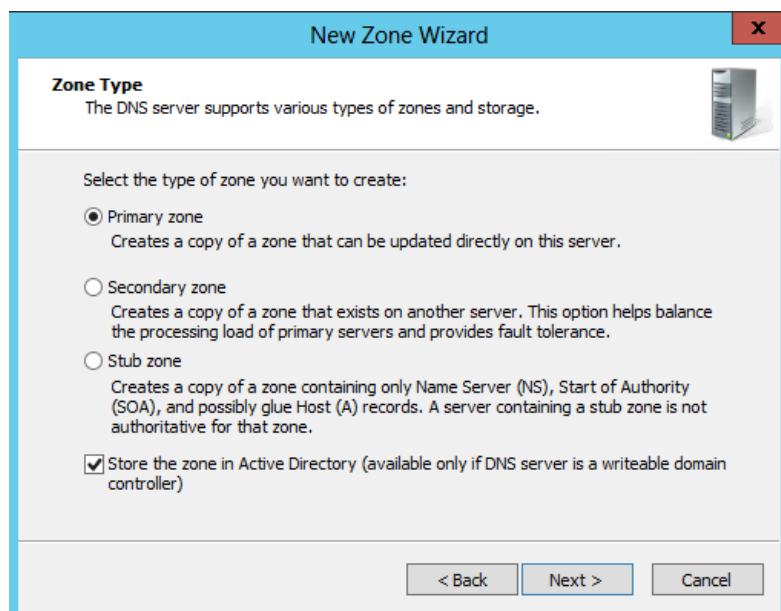 New Zone Wizard
x
Zone Type
The DNS server supports various types of zones and storage.
Select the type of zone you want to create:
Primary zone
Creates a copy of a zone that can be updated directly on this server.
Secondary zone
Creates a copy of a zone that exists on another server. This option helps balance
the processing load of primary servers and provides fault tolerance.
Stub zone
Creates a copy of a zone containing only Name Server (NS), Start of Authority
(SOA), and possibly glue Host (A) records. A server containing a stub zone is not
authoritative for that zone.
Store the zone in Active Directory (available only if DNS server is a writeable domain
controller)
< Back Next > Cancel